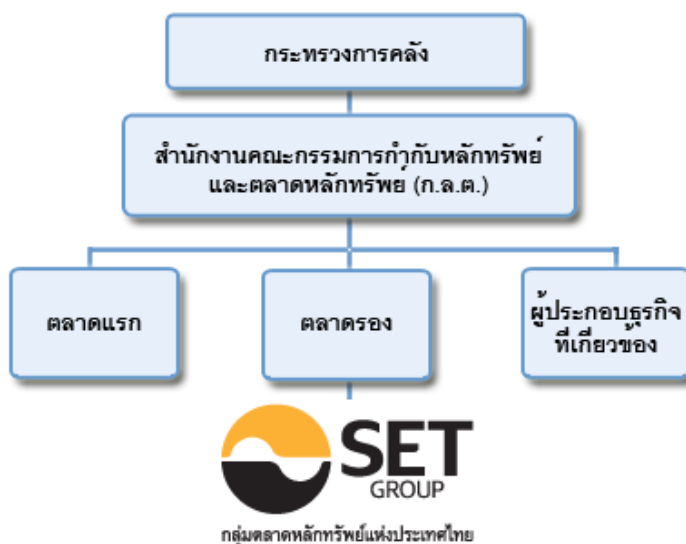 กระทรวงการคลัง
สำนักงานคณะกรรมการกำกับหลักทรัพย์
และตลาดหลักทรัพย์ (ก.ล.ต.)
ตลาดแรก
ตลาดรอง
ผู้ประกอบธุรกิจ
ที่เกี่ยวข้อง
SET
GROUP
กลุ่มตลาดหลักทรัพย์แห่งประเทศไทย